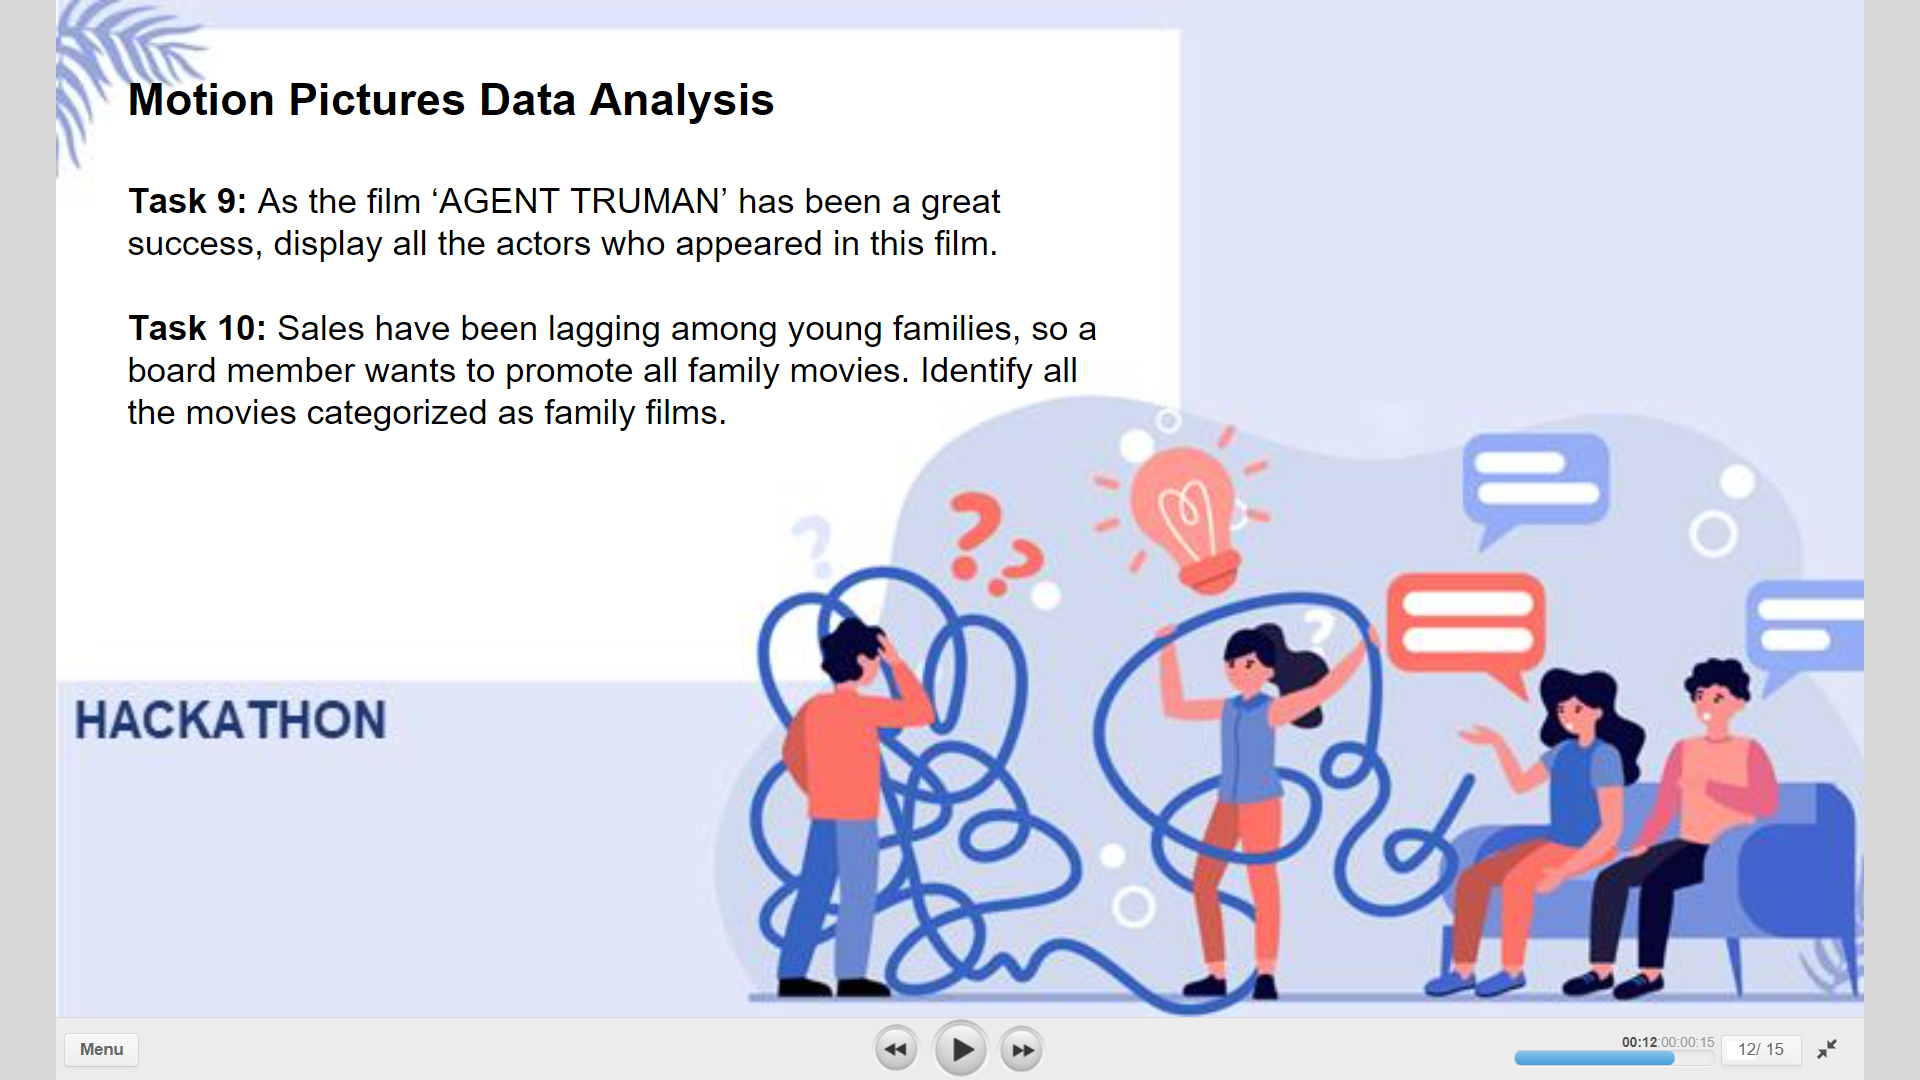 Motion Pictures Data Analysis
Task 9: As the film ‘AGENT TRUMAN’ has been a great
success, display all the actors who appeared in this film.
Task 10: Sales have been lagging among young families, so a
board member wants to promote all family movies. Identify all
the movies categorized as family films.
?
? ?
?
HACKATHON
Menu
00:12:00:00:15
12/ 15